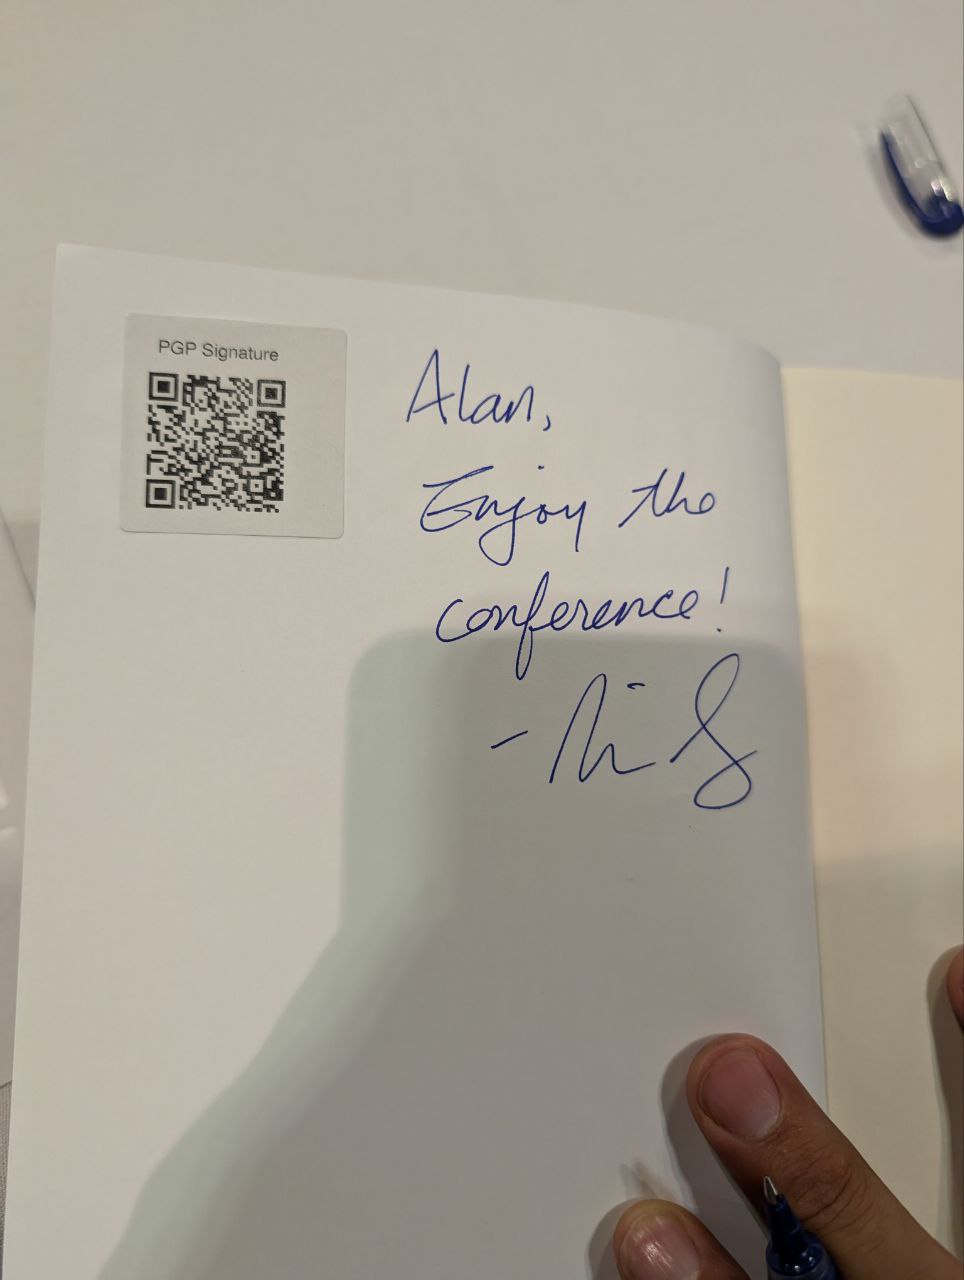 PGP Signature
Alan,
Enjoy the
conference!